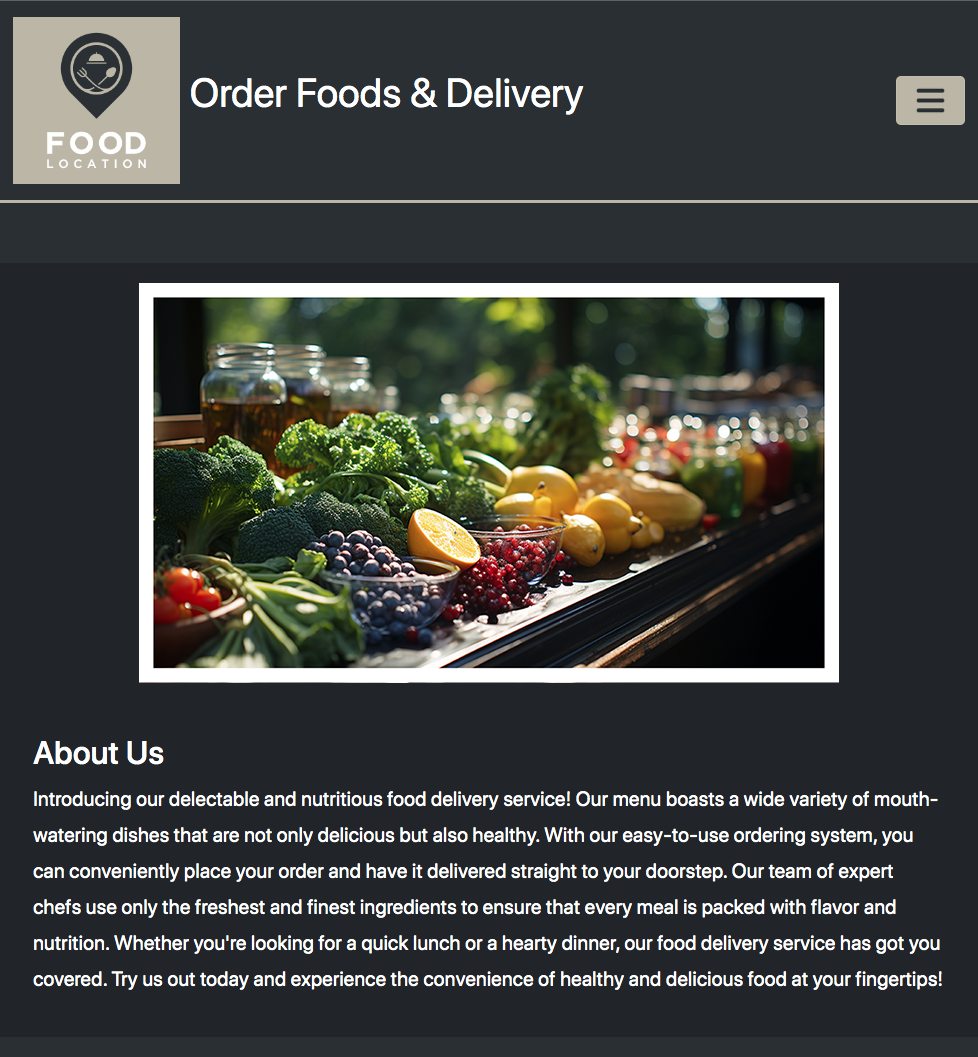 FOOD
LOCATION
Order Foods & Delivery
About Us
Introducing our delectable and nutritious food delivery service! Our menu boasts a wide variety of mouth-
watering dishes that are not only delicious but also healthy. With our easy-to-use ordering system, you
can conveniently place your order and have it delivered straight to your doorstep. Our team of expert
chefs use only the freshest and finest ingredients to ensure that every meal is packed with flavor and
nutrition. Whether you're looking for a quick lunch or a hearty dinner, our food delivery service has got you
covered. Try us out today and experience the convenience of healthy and delicious food at your fingertips!